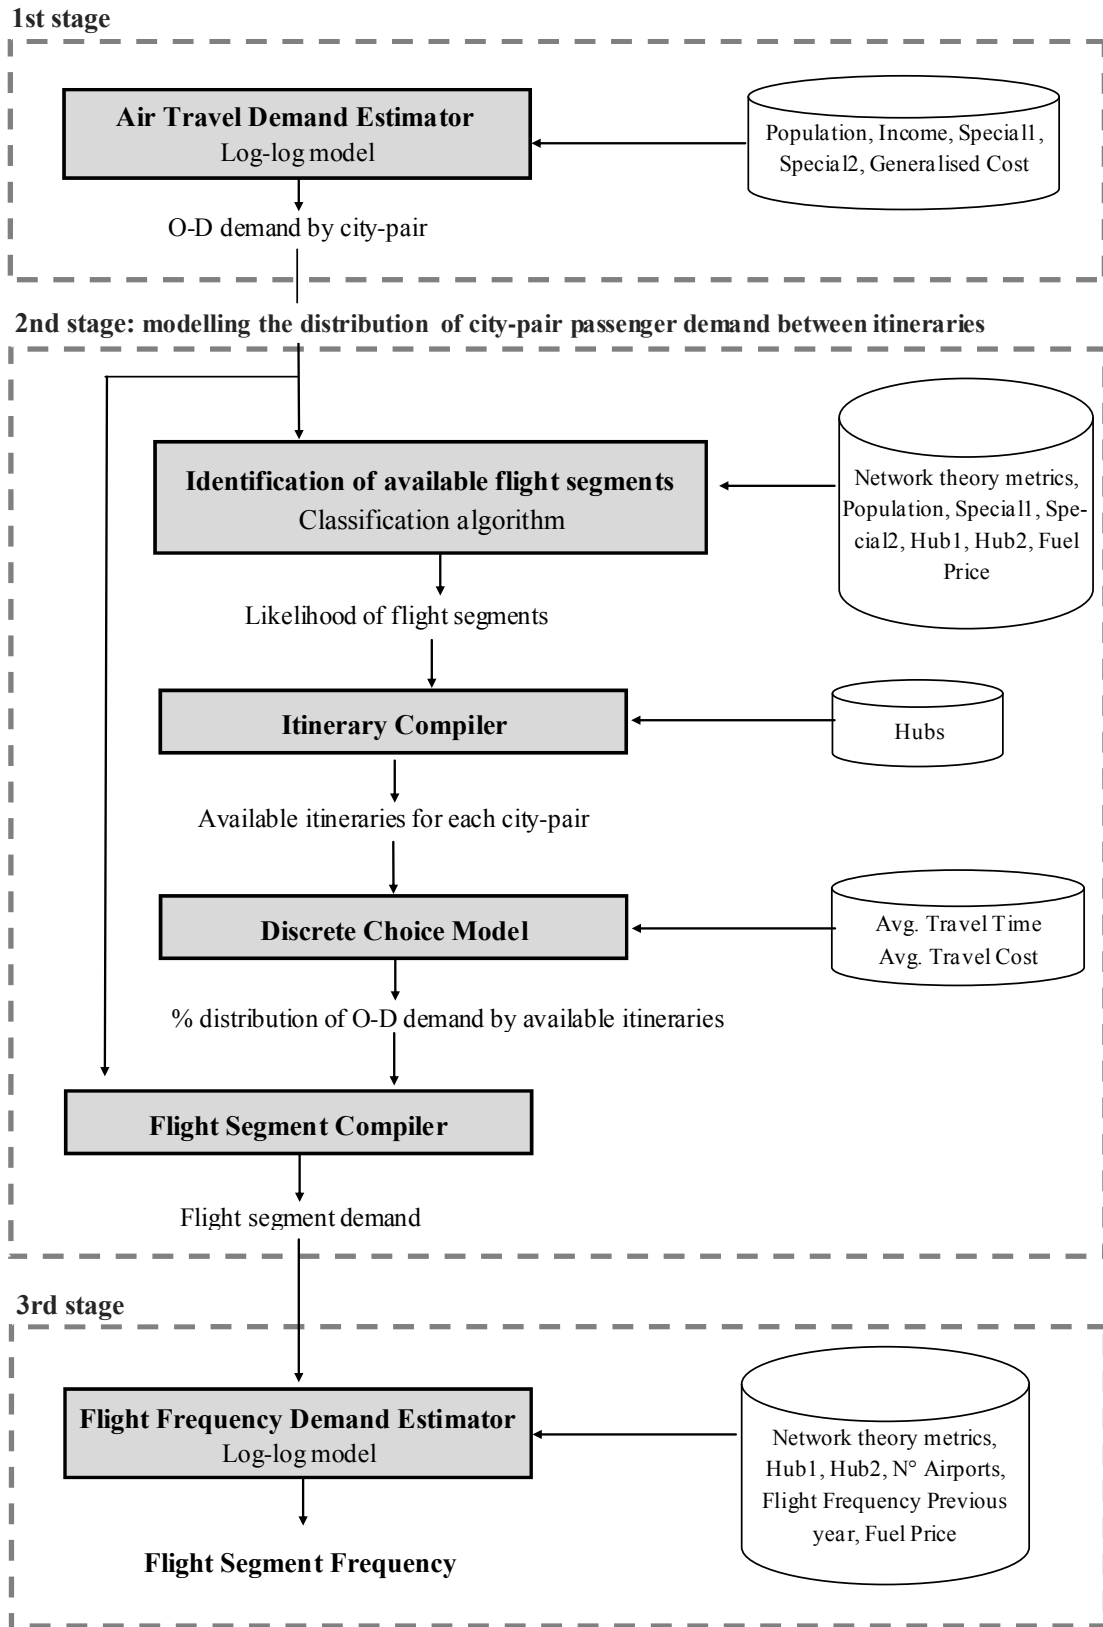 1st stage
Air Travel Demand Estimator
Log-log model
Population, Income, Special1,
Special2, Generalised Cost
O-D demand by city-pair
2nd stage: modelling the distribution of city-pair passenger demand between itineraries
Identification of available flight segments
Classification algorithm
Network theory metrics,
Population, Special1, Spe-
cial2, Hub1, Hub2, Fuel
Price
Likelihood of flight segments
Itinerary Compiler
Hubs
Available itineraries for each city-pair
Discrete Choice Model
Avg. Travel Time
Avg. Travel Cost
% distribution of O-D demand by available itineraries
Flight Segment Compiler
Flight segment demand
3rd stage
Flight Frequency Demand Estimator
Log-log model
Network theory metrics,
Hub1, Hub2, N° Airports,
Flight Frequency Previous
year, Fuel Price
Flight Segment Frequency